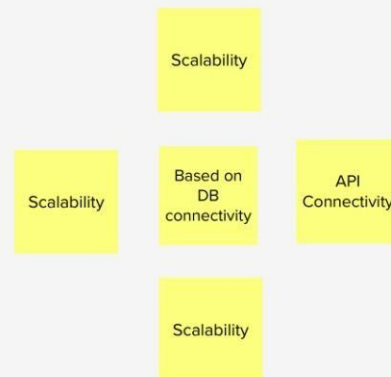 Scalability
Scalability
Based on
DB
connectivity
API
Connectivity
Scalability